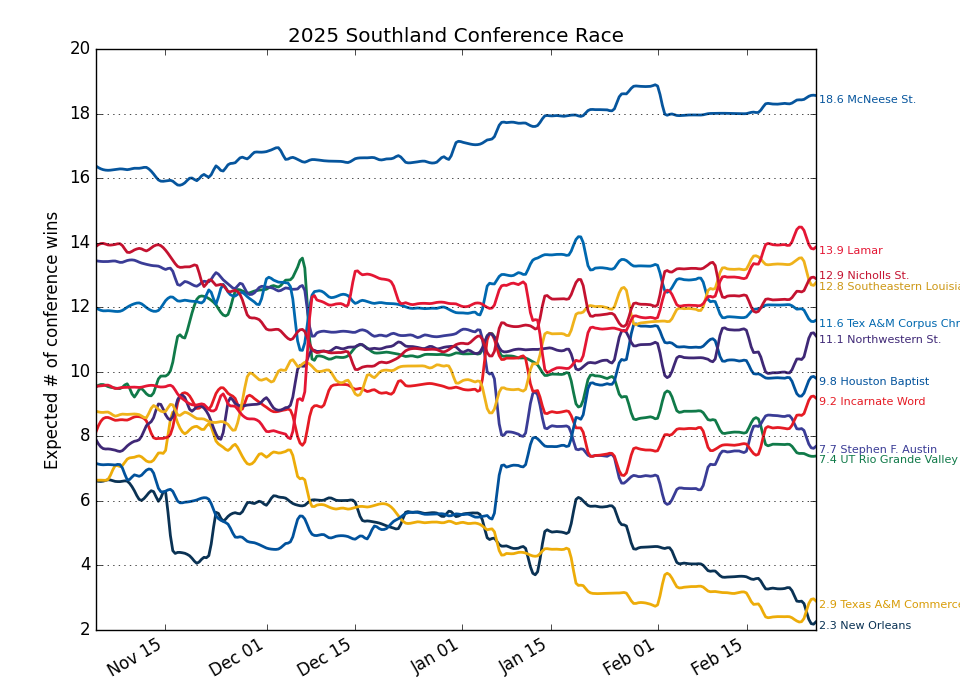 2025 Southland Conference Race
Expected # of conference wins
20
18
16
14
12
10
8
6
4
2
Nov 15
Dec 01
Dec 15
Jan 01
Jan 15
Feb 01
Feb 15
18.6 McNeese St.
13.9 Lamar
12.9 Nicholls St.
12.8 Southeastern Louisia
11.6 Tex A&M Corpus Chr
11.1 Northwestern St.
9.8 Houston Baptist
9.2 Incarnate Word
7.7 Stephen F. Austin
7.4 UT Rio Grande Valley
2.9 Texas A&M Commerc
2.3 New Orleans